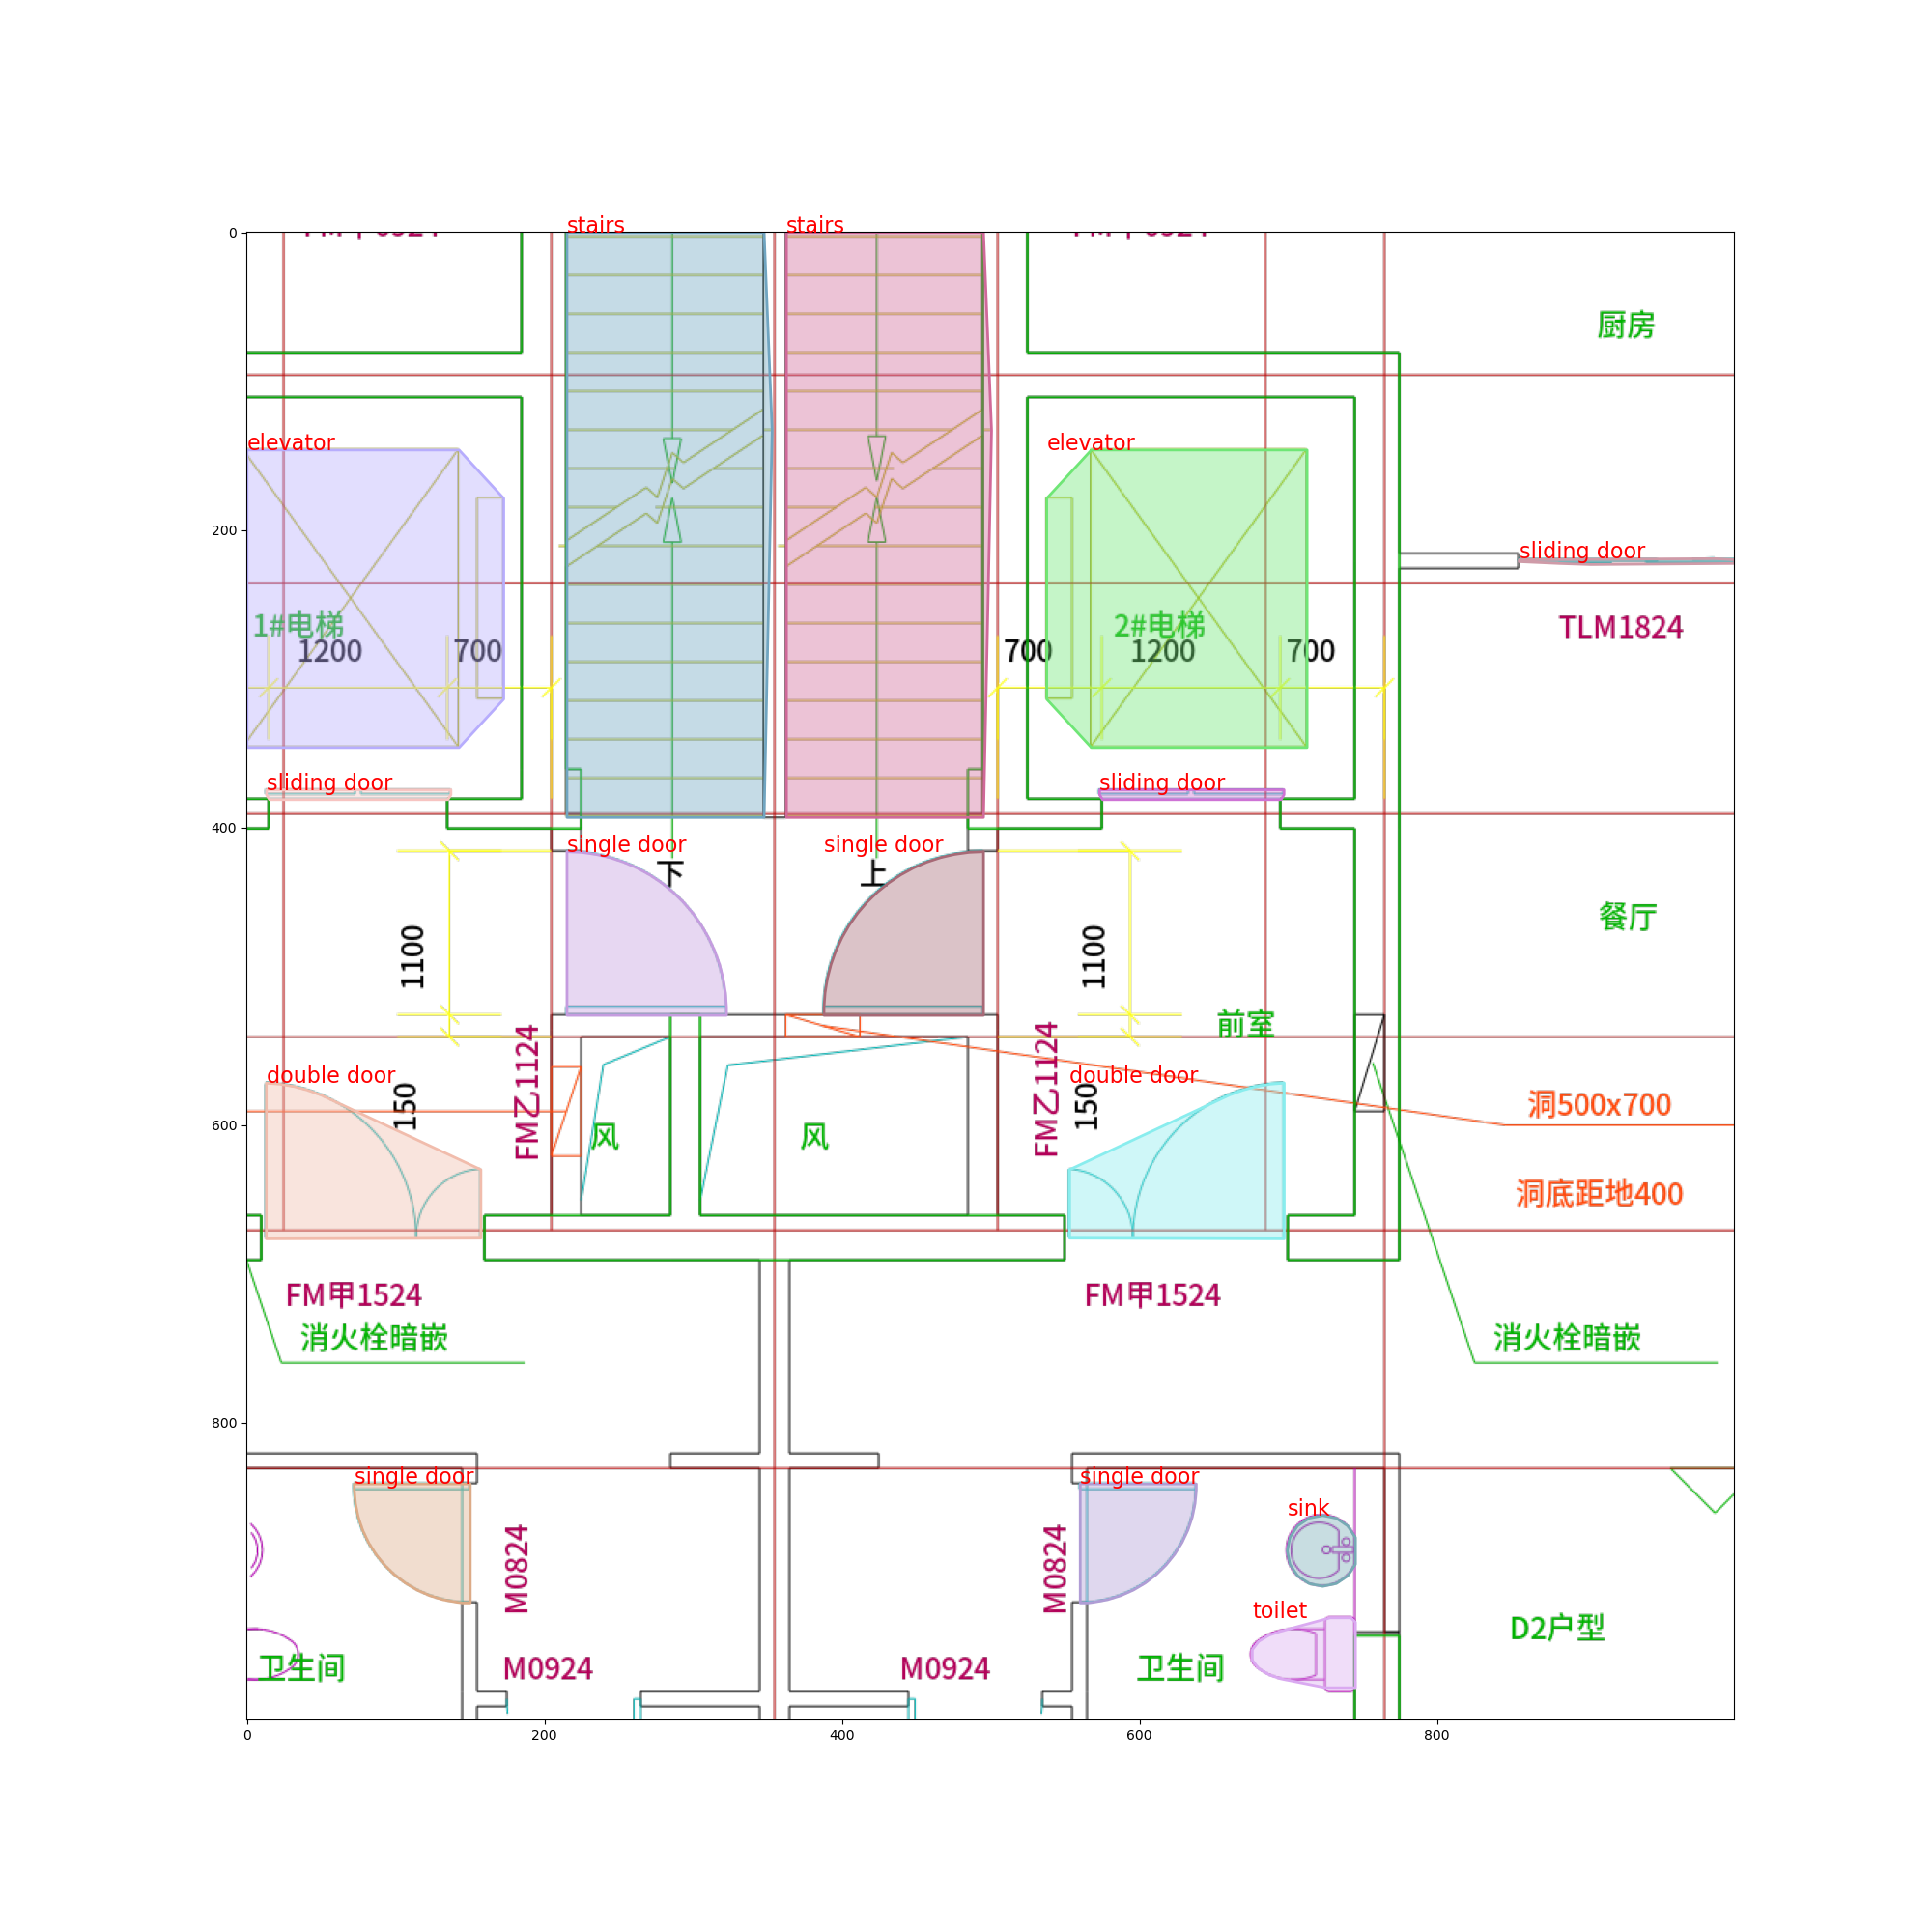 stairs
stairs
0
厨房
elevator
elevator
200
sliding door
1#电梯
2#电梯
TLM1824
1200
700
700
1200
700
sliding door
sliding door
400
single door
single door
下
上
餐厅
1100
1100
前室
FM乙1124
FM乙1124
double door
double door
150
150
洞500x700
600
风
风
洞底距地400
FM甲1524
FM甲1524
消火栓暗嵌
消火栓暗嵌
800
single door
single door
sink
M0824
M0824
toilet
D2户型
卫生间
M0924
M0924
卫生间
0
200
400
600
800